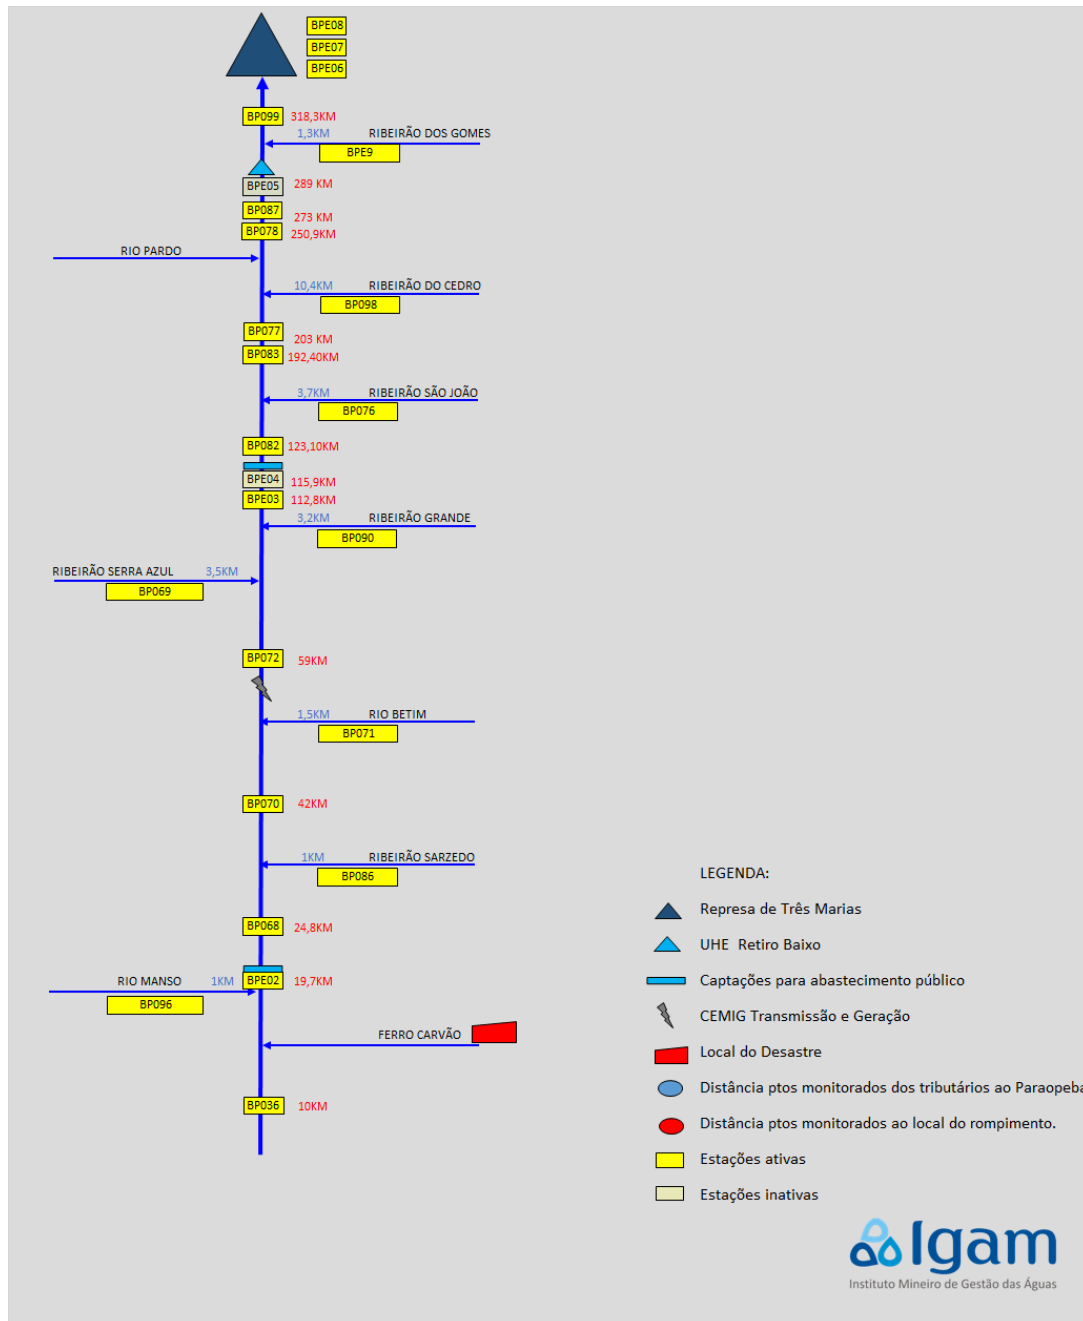 BPE08
BPE07
BPE06
BP099 318,3KM
1,3KM RIBEIRÃO DOS GOMES
BPE9
BPE05 289 KM
BP087 273 KM
BP078 250,9KM
RIO PARDO
10,4KM RIBEIRÃO DO CEDRO
BP098
BP077 203 KM
BP083 192,40KM
3,7KM RIBEIRÃO SÃO JOÃO
BP076
BP082 123,10KM
BPE04 115,9KM
BPE03 112,8KM
3,2KM RIBEIRÃO GRANDE
BP090
RIBEIRÃO SERRA AZUL 3,5KM
BP069
BP072 59KM
1,5KM RIO BETIM
BP071
BP070 42KM
1KM RIBEIRÃO SARZEDO
BP086
BP068 24,8KM
BPE02 19,7KM
RIO MANSO 1KM
BP096
FERRO CARVÃO
BP036 10KM
LEGENDA:
Represa de Três Marias
UHE Retiro Baixo
Captações para abastecimento público
CEMIG Transmissão e Geração
Local do Desastre
Distância ptos monitorados dos tributários ao Paraopeba
Distância ptos monitorados ao local do rompimento.
Estações ativas
Estações inativas
Igam
Instituto Mineiro de Gestão das Águas